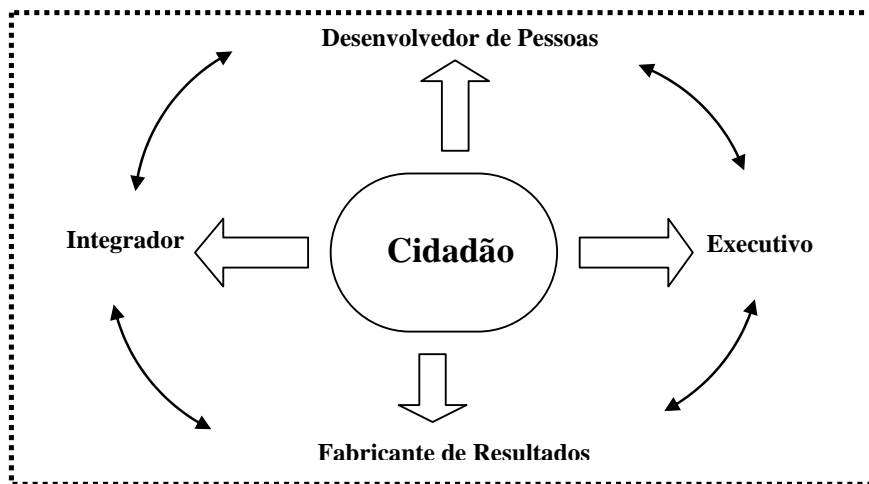 Desenvolvedor de Pessoas
Integrador
Cidadão
Executivo
Fabricante de Resultados